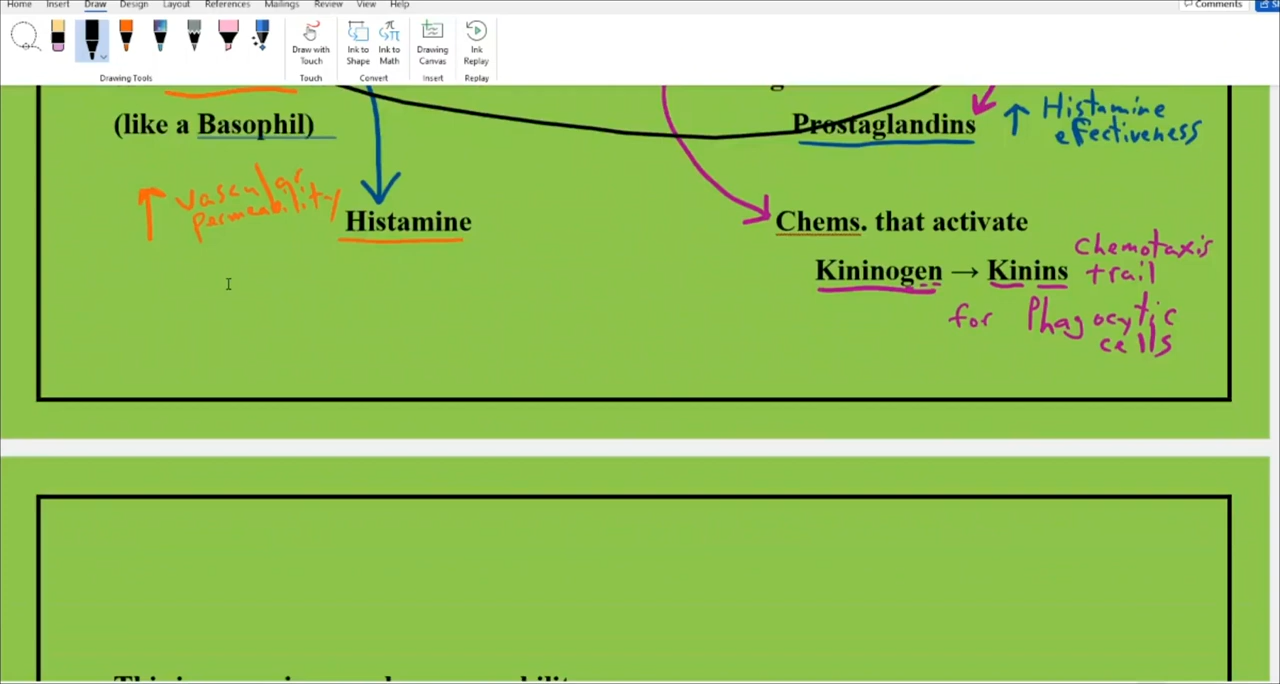 Home Insert Draw Design Layout References Mailings Review View Help Comments
Draw with Touch
Ink to Shape
Ink to Math
Drawing Canvas
Ink Replay
Drawing Tools Touch Convert Insert Replay
(like a Basophil)
Prostaglandins
↑ Histamine
efectiveness
↑ vascular
permeability
Histamine
Chems. that activate
Kininogen → Kinins
chemotaxis
trail
for Phagocytic
cells